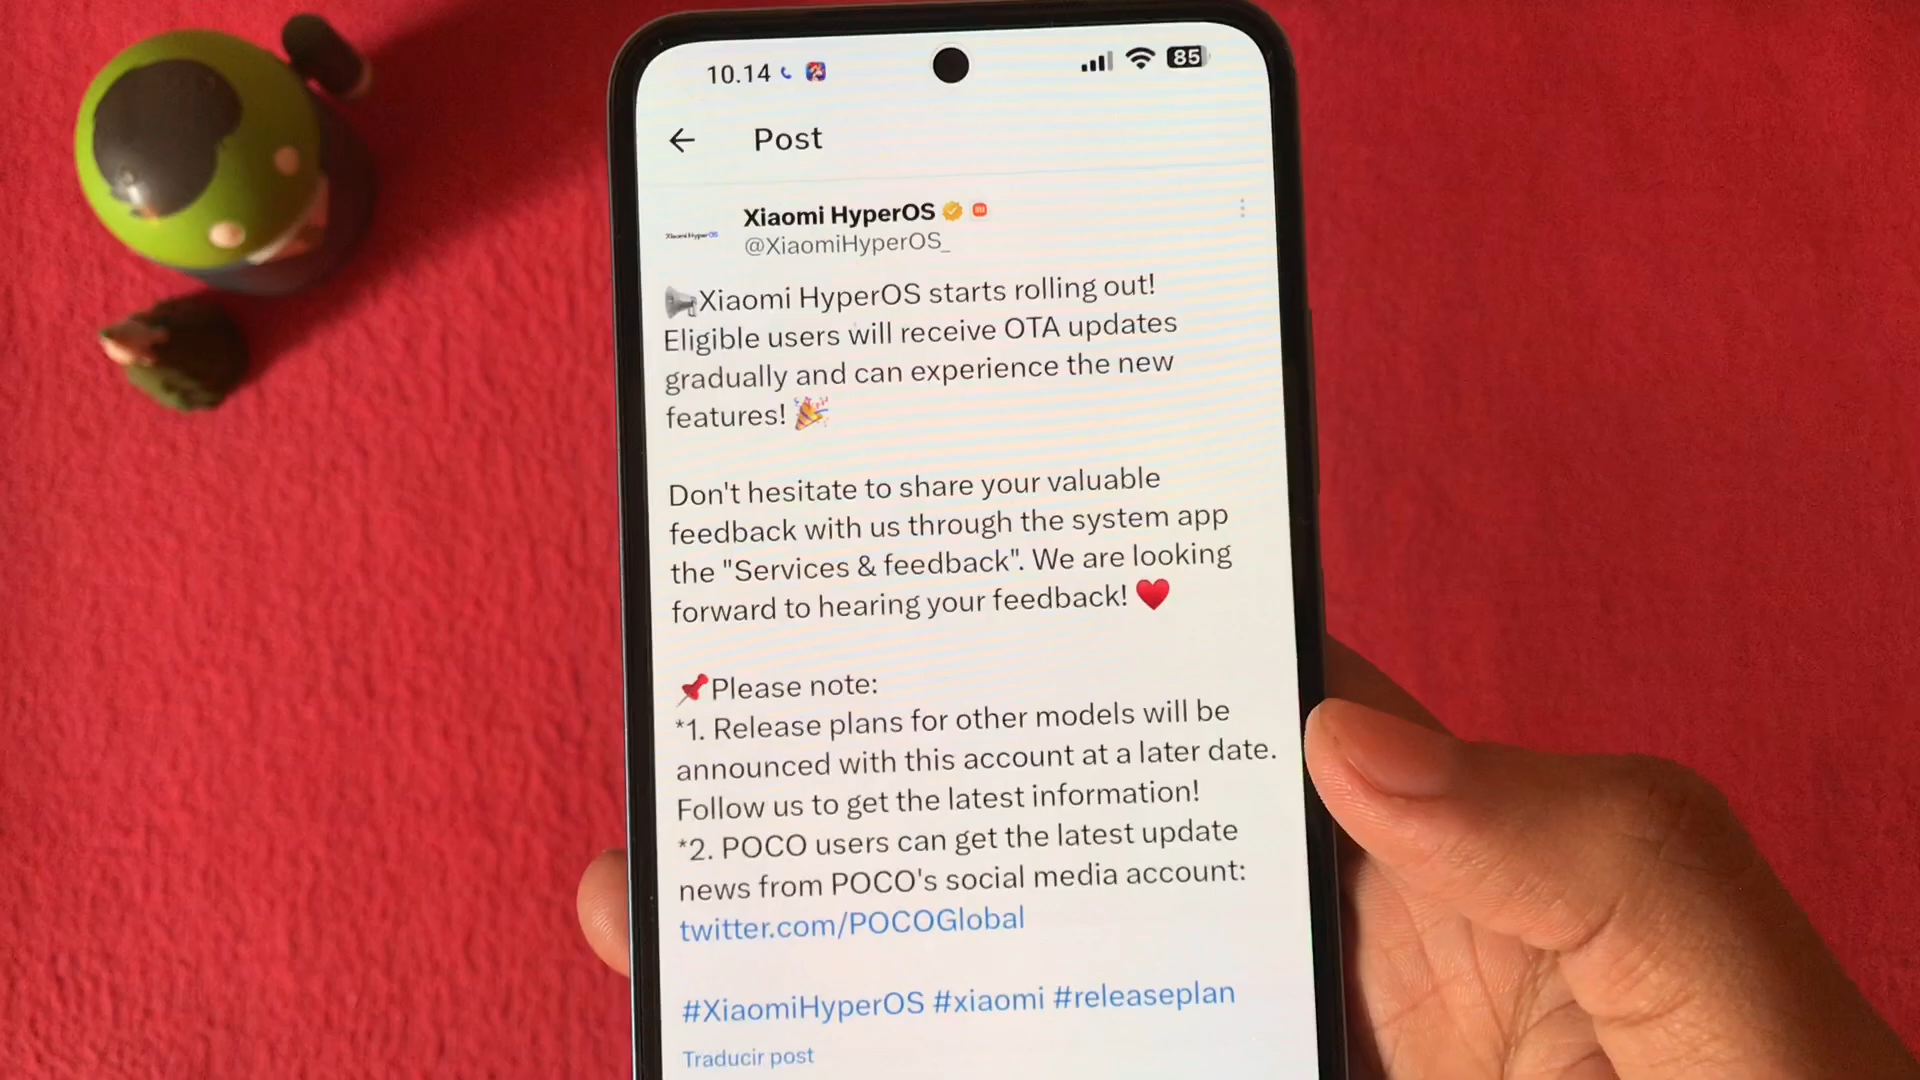 10.14
85
Post
Xiaomi HyperOS
mi
Xiaomi HyperOS
@XiaomiHyperOS_
📢Xiaomi HyperOS starts rolling out!
Eligible users will receive OTA updates
gradually and can experience the new
features! 🎉
Don't hesitate to share your valuable
feedback with us through the system app
the "Services & feedback". We are looking
forward to hearing your feedback! ♥️
📌Please note:
*1. Release plans for other models will be
announced with this account at a later date.
Follow us to get the latest information!
*2. POCO users can get the latest update
news from POCO's social media account:
twitter.com/POCOGlobal
#XiaomiHyperOS #xiaomi #releaseplan
Traducir post